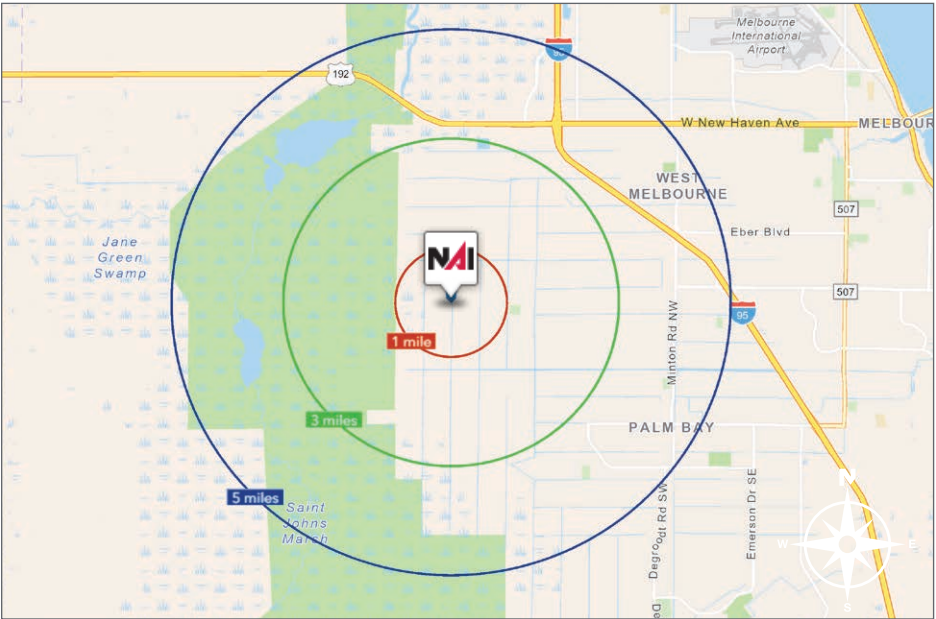 Melbourne
International
Airport
192
W New Haven Ave
MELBOUR
WEST
MELBOURNE
507
Eber Blvd
Jane
Green
Swamp
NAI
507
95
Minton Rd NW
1 mile
3 miles
PALM BAY
5 miles
Saint
Johns
Marsh
Degroodt Rd SW
Emerson Dr SE
N
W
E
S
De